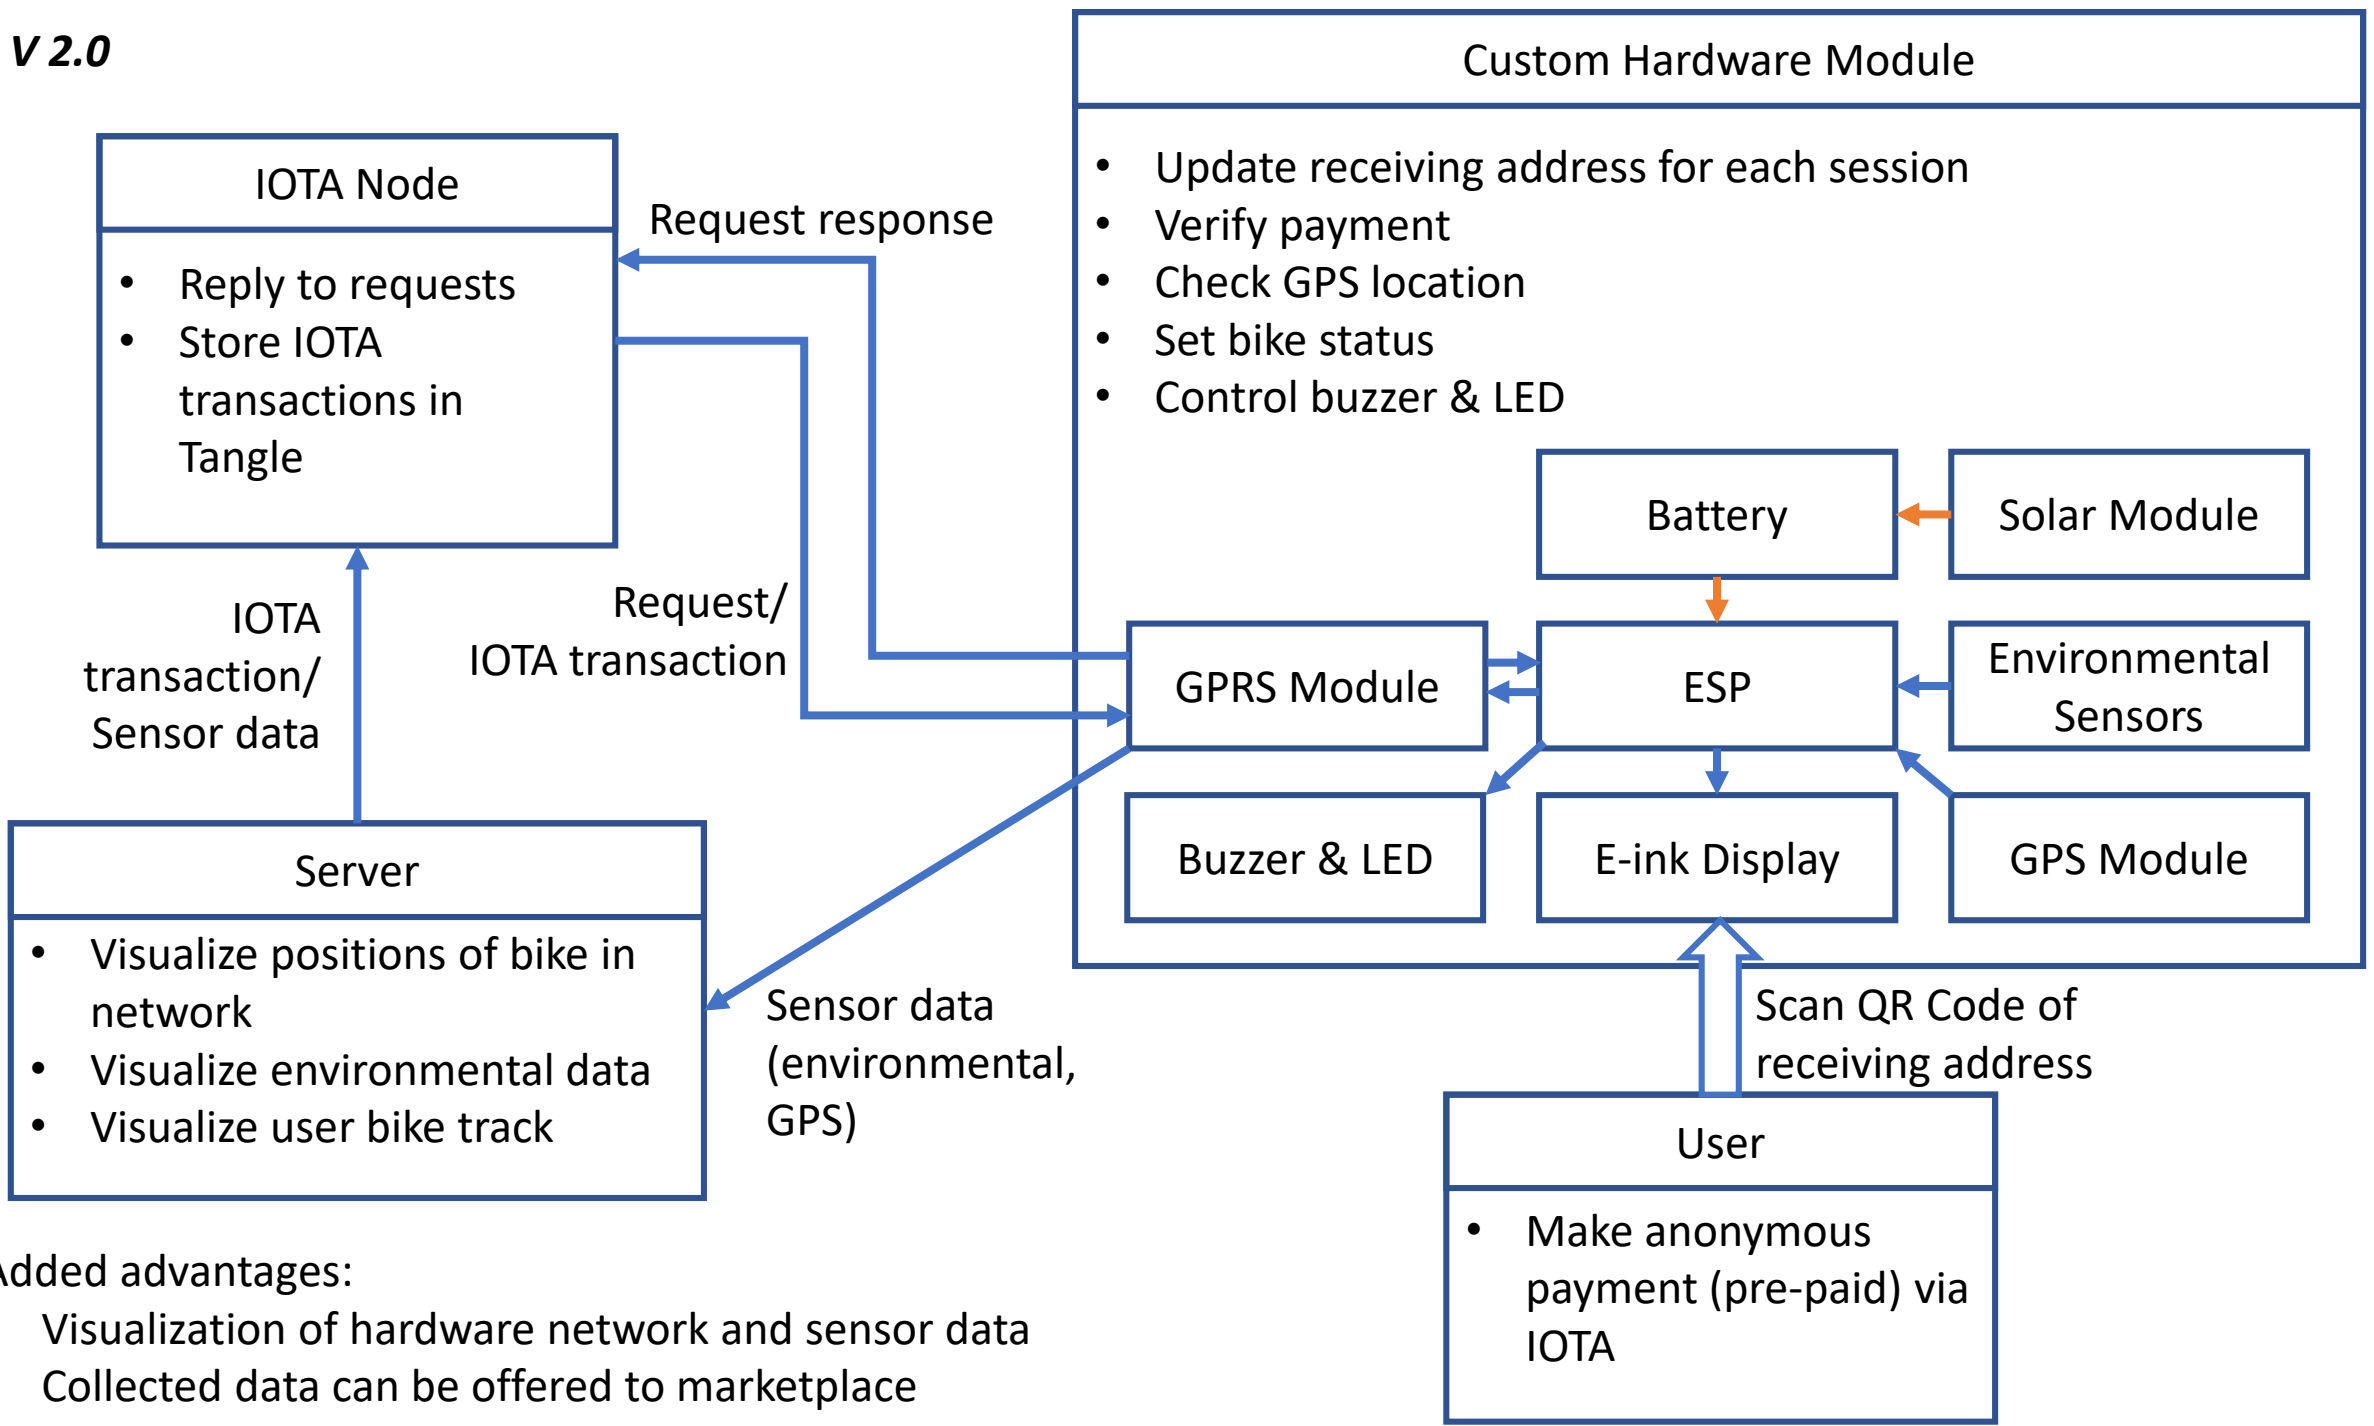 V 2.0
Custom Hardware Module
• Update receiving address for each session
• Verify payment
• Check GPS location
• Set bike status
• Control buzzer & LED
IOTA Node
• Reply to requests
• Store IOTA
transactions in
Tangle
Request response
Request/
IOTA transaction
IOTA
transaction/
Sensor data
Battery
Solar Module
GPRS Module
ESP
Environmental
Sensors
Buzzer & LED
E-ink Display
GPS Module
Server
• Visualize positions of bike in
network
• Visualize environmental data
• Visualize user bike track
Sensor data
(environmental,
GPS)
Scan QR Code of
receiving address
User
• Make anonymous
payment (pre-paid) via
IOTA
Added advantages:
Visualization of hardware network and sensor data
Collected data can be offered to marketplace